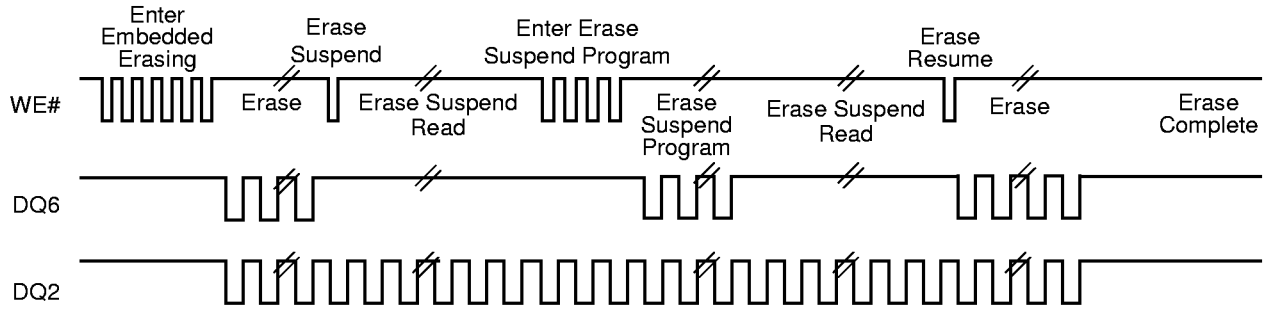 Enter
Embedded
Erasing
Erase
Suspend
Enter Erase
Suspend Program
Erase
Resume
WE#
Erase
Erase Suspend
Read
Erase
Suspend
Program
Erase Suspend
Read
Erase
Erase
Complete
DQ6
DQ2